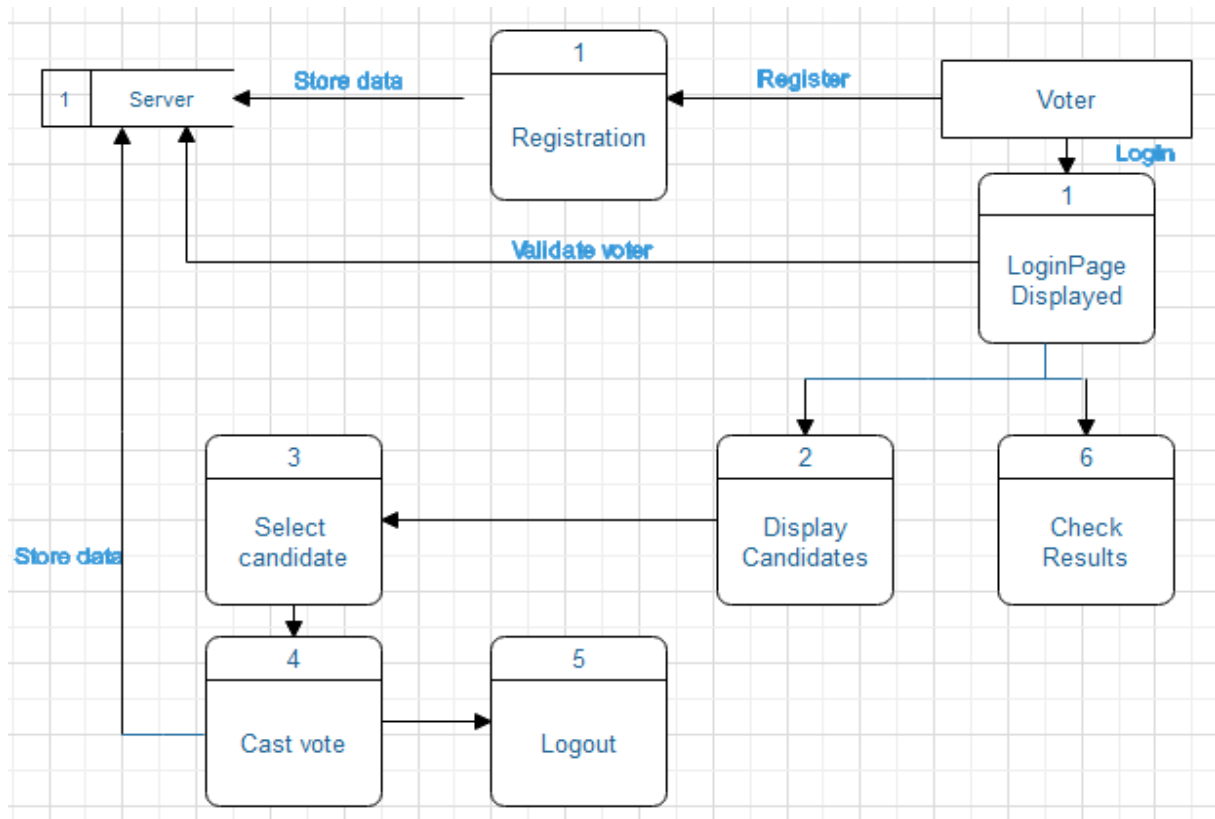 1
Store data
Register
1
Server
Voter
Registration
Login
1
Validate voter
LoginPage
Displayed
3
2
6
Select
candidate
Display
Candidates
Check
Results
Store data
4
5
Cast vote
Logout